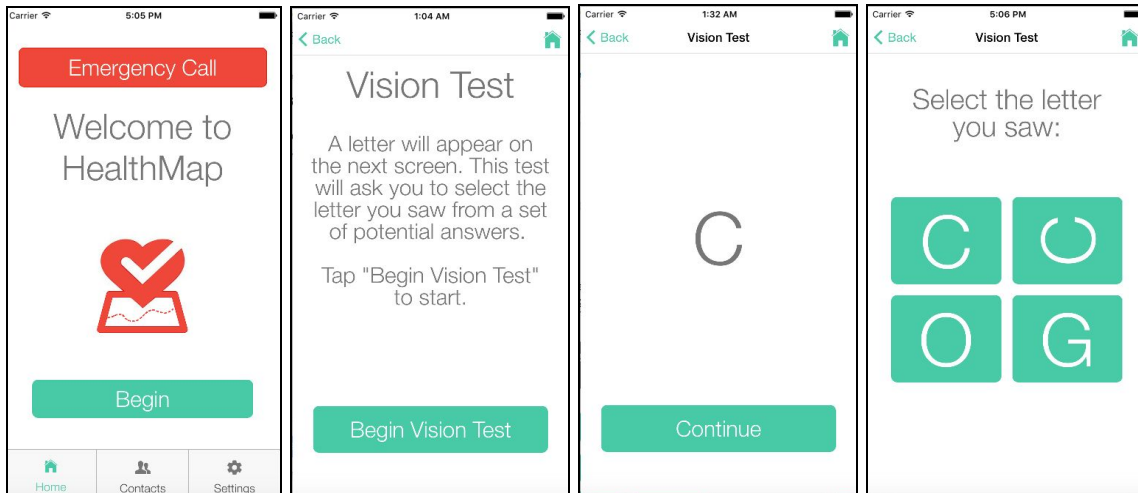 Carrier 5:05 PM
Emergency Call
Welcome to
HealthMap
Begin
Home Contacts Settings
Carrier 1:04 AM
Back
Vision Test
A letter will appear on
the next screen. This test
will ask you to select the
letter you saw from a set
of potential answers.
Tap "Begin Vision Test"
to start.
Begin Vision Test
Carrier 1:32 AM
Back Vision Test
C
Continue
Carrier 5:06 PM
Back Vision Test
Select the letter
you saw:
C C
O G